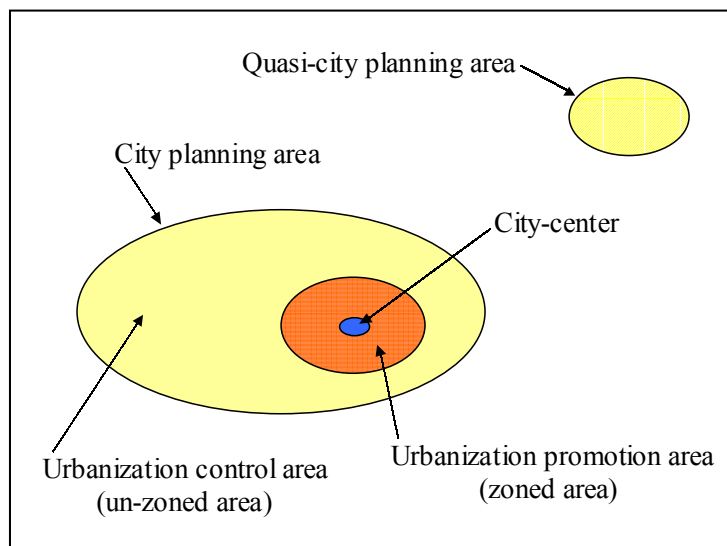 Quasi-city planning area
City planning area
City-center
Urbanization control area
(un-zoned area)
Urbanization promotion area
(zoned area)